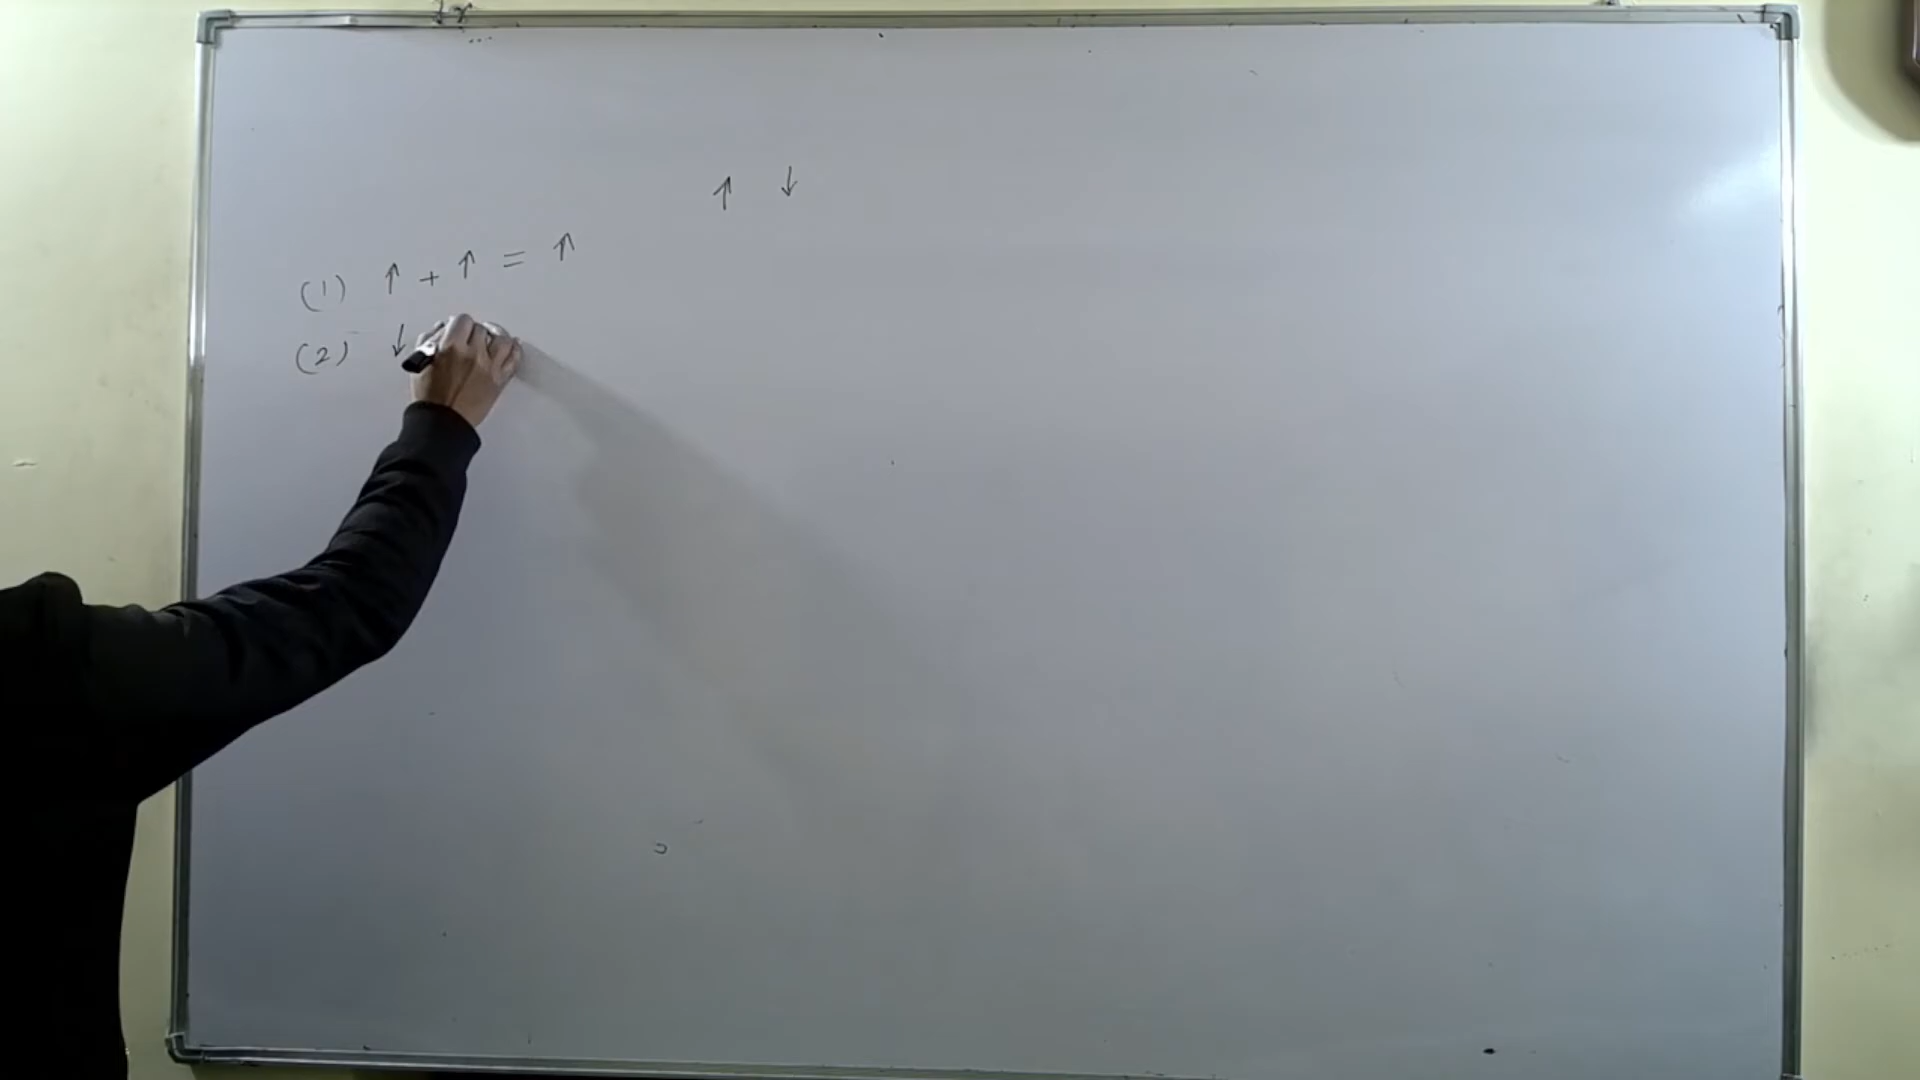 ↑ ↓
(1) ↑ + ↑ = ↑
(2) ↓